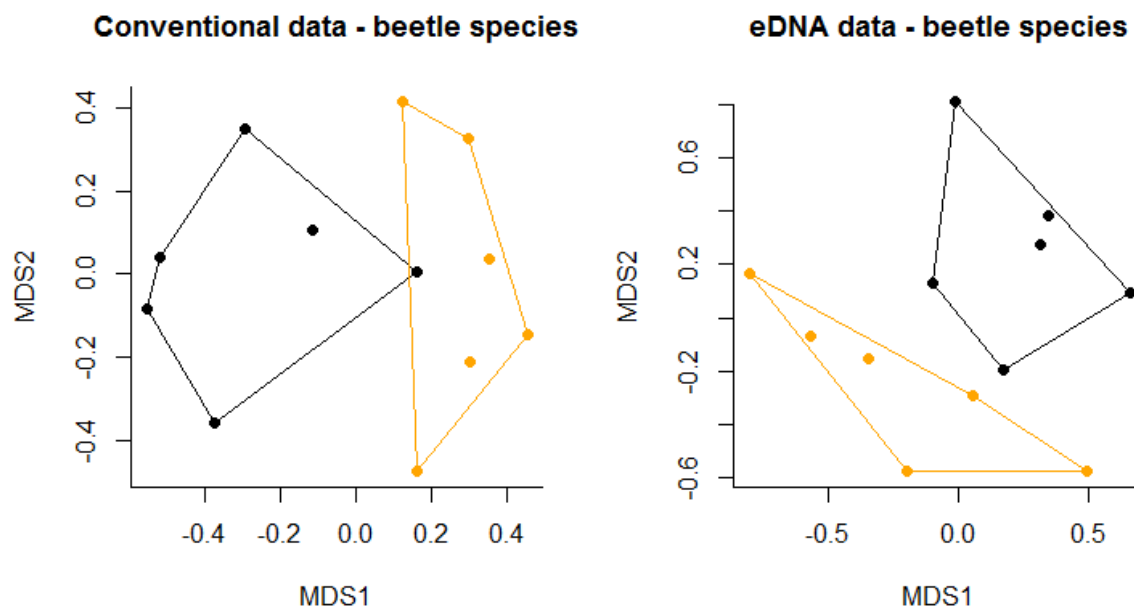 Conventional data - beetle species
MDS2
0.4
0.2
0.0
-0.2
-0.4
-0.4 -0.2 0.0 0.2 0.4
MDS1
eDNA data - beetle species
MDS2
0.6
0.2
-0.2
-0.6
-0.5 0.0 0.5
MDS1